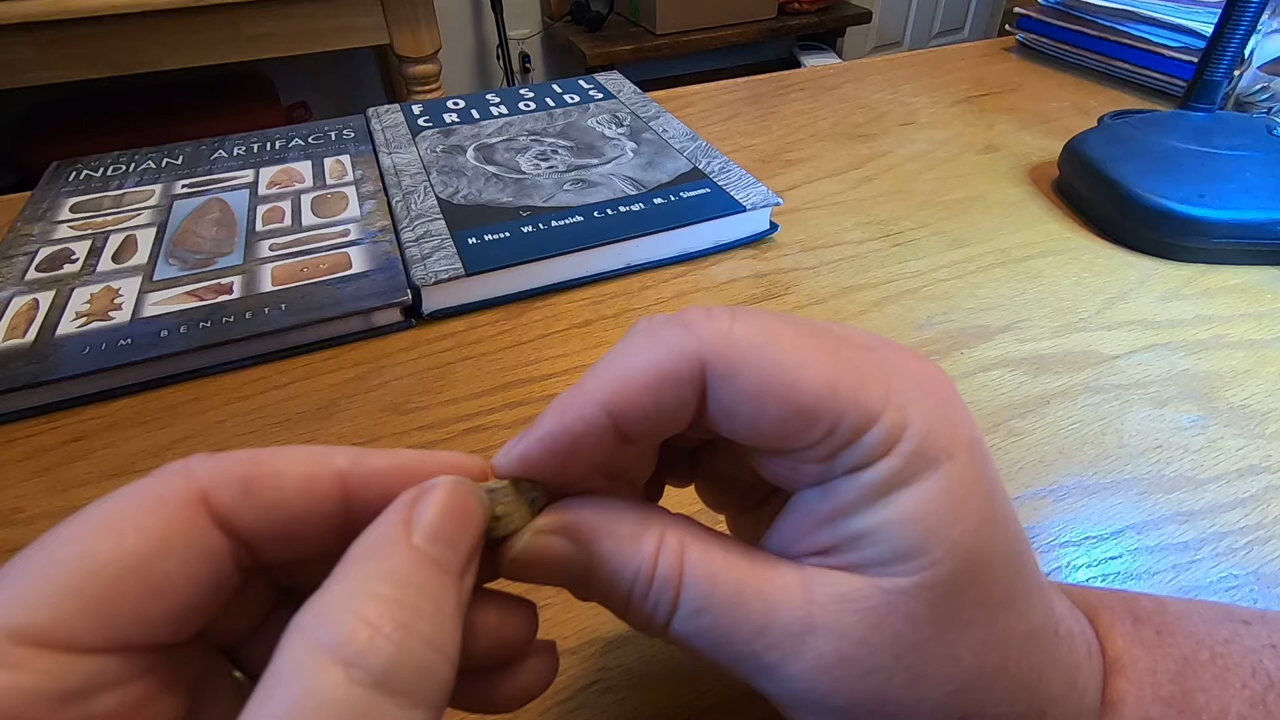 INDIAN ARTIFACTS
JIM BENNETT
FOSSIL
CRINOIDS
H. Hess W. I. Ausich C. E. Brett M. J. Simms